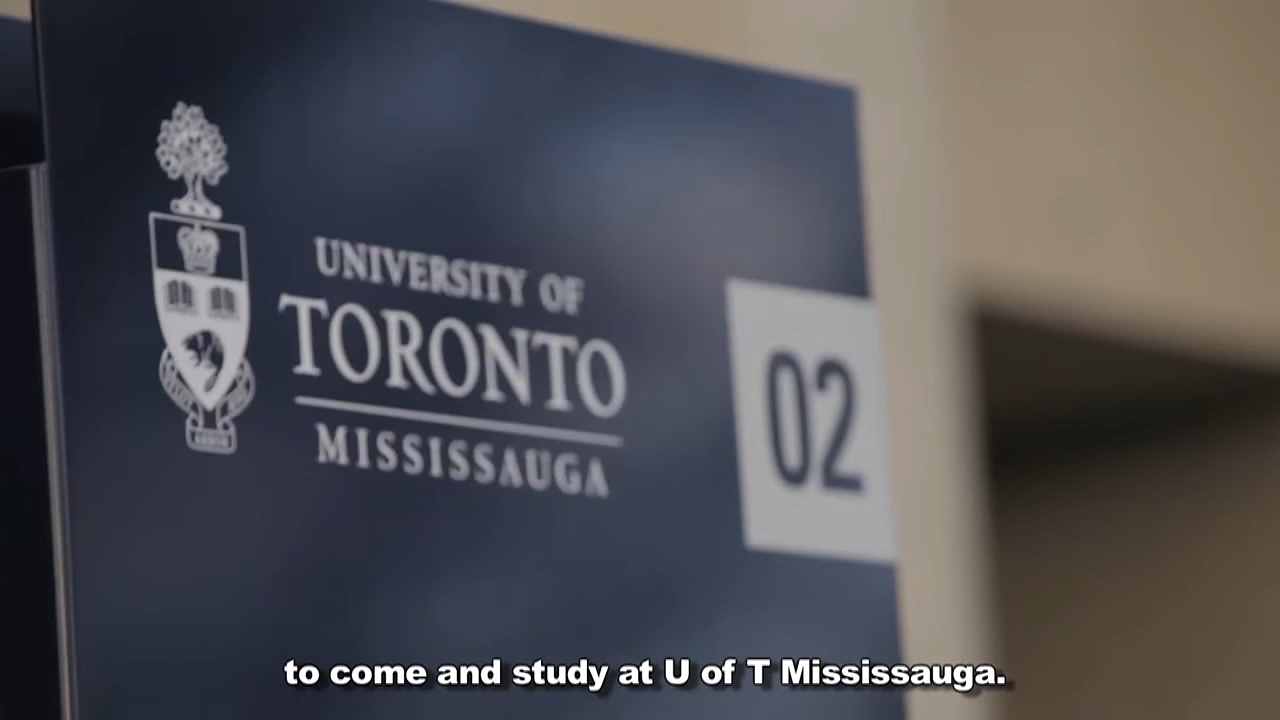 UNIVERSITY OF
TORONTO
MISSISSAUGA
02
to come and study at U of T Mississauga.